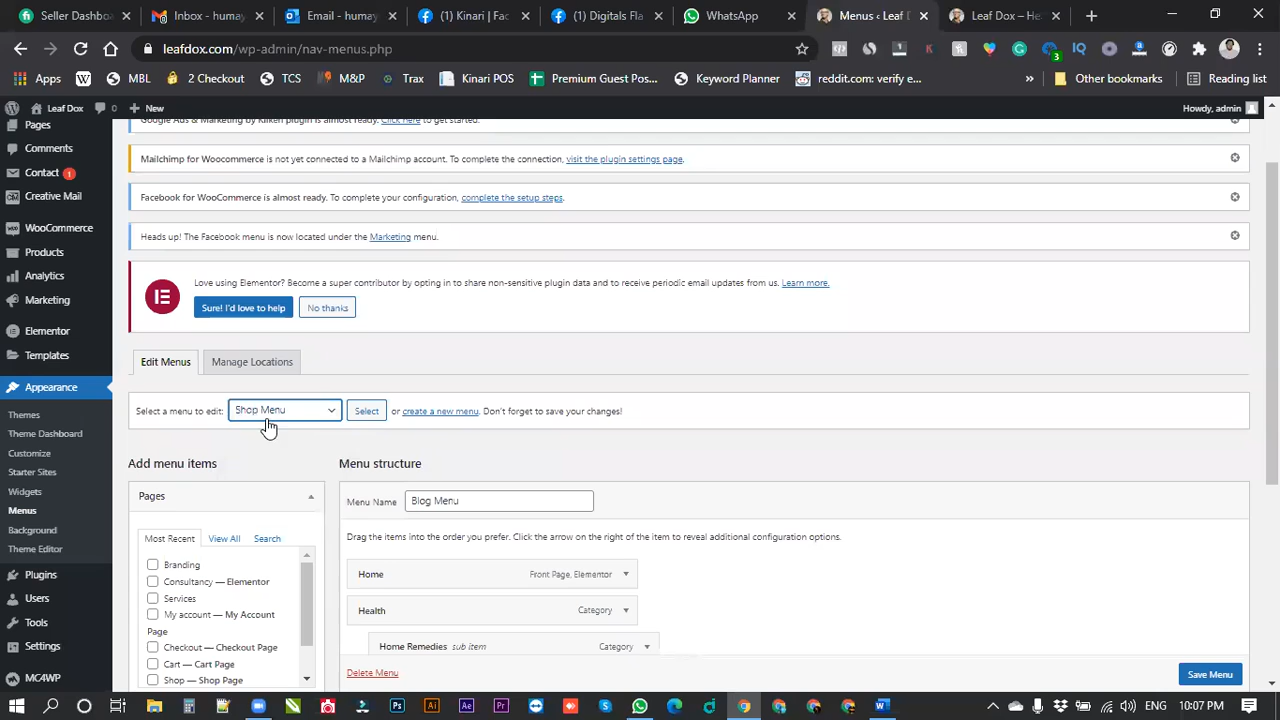 Seller Dashbo
Inbox - huma
Email - huma
(1) Kinari | Fac
(1) Digitals Fla
WhatsApp
Menus ‹ Leaf D
Leaf Dox – He
leafdox.com/wp-admin/nav-menus.php
Apps
MBL
2 Checkout
TCS
M&P
Trax
Kinari POS
Premium Guest Pos...
Keyword Planner
reddit.com: verify e...
»
Other bookmarks
Reading list
Leaf Dox
0
New
Howdy, admin
Pages
Comments
Contact 1
Creative Mail
WooCommerce
Products
Analytics
Marketing
Elementor
Templates
Appearance
Themes
Theme Dashboard
Customize
Starter Sites
Widgets
Menus
Background
Theme Editor
Plugins
Users
Tools
Settings
MC4WP
Google Ads & Marketing by Kliken plugin is almost ready. Click Here to get started.
Mailchimp for Woocommerce is not yet connected to a Mailchimp account. To complete the connection, visit the plugin settings page.
Facebook for WooCommerce is almost ready. To complete your configuration, complete the setup steps.
Heads up! The Facebook menu is now located under the Marketing menu.
Love using Elementor? Become a super contributor by opting in to share non-sensitive plugin data and to receive periodic email updates from us. Learn more.
Sure! I'd love to help
No thanks
Edit Menus
Manage Locations
Select a menu to edit: Shop Menu Select or create a new menu. Don't forget to save your changes!
Add menu items
Menu structure
Pages
Menu Name Blog Menu
Most Recent View All Search
Drag the items into the order you prefer. Click the arrow on the right of the item to reveal additional configuration options.
Branding
Consultancy — Elementor
Services
My account — My Account
Page
Checkout — Checkout Page
Cart — Cart Page
Shop — Shop Page
Home Front Page, Elementor
Health Category
Home Remedies sub item Category
Delete Menu
Save Menu
10:07 PM